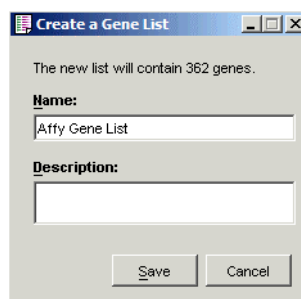 Create a Gene List
The new list will contain 362 genes.
Name:
Affy Gene List
Description:
Save
Cancel